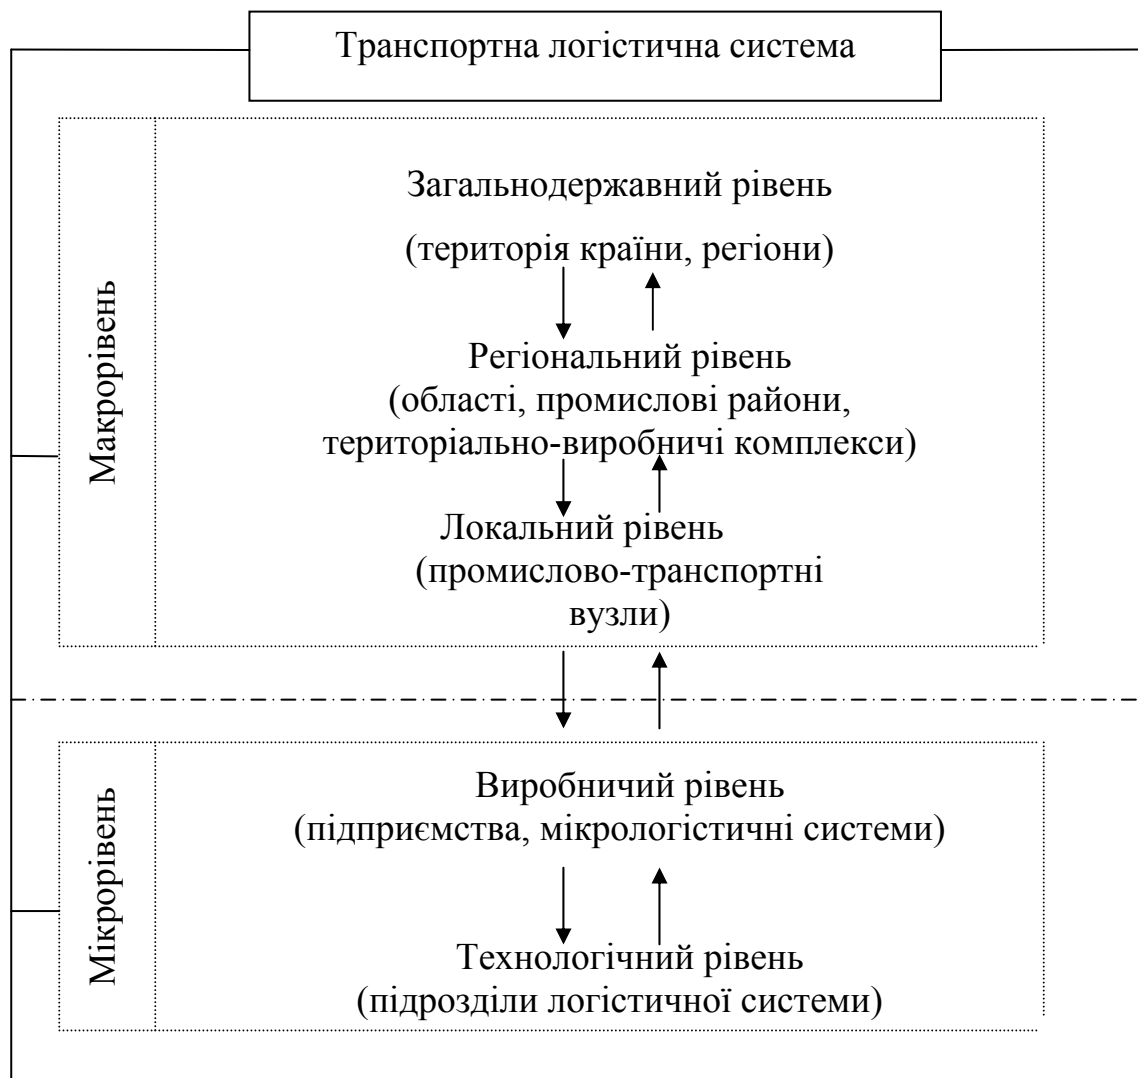 Транспортна логістична система
Макрорівень
Загальнодержавний рівень
(територія країни, регіони)
Регіональний рівень
(області, промислові райони,
територіально-виробничі комплекси)
Локальний рівень
(промислово-транспортні
вузли)
Мікрорівень
Виробничий рівень
(підприємства, мікрологістичні системи)
Технологічний рівень
(підрозділи логістичної системи)